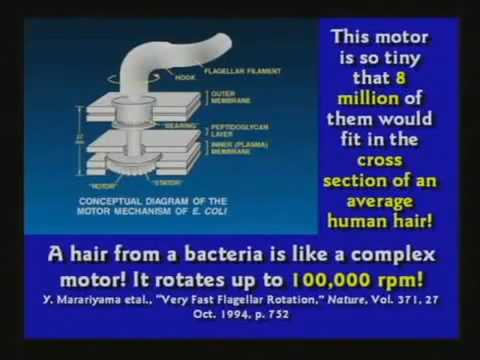 This motor
is so tiny
that 8
million of
them would
fit in the
cross
section of an
average
human hair!
FLAGELLAR FILAMENT
HOOK
OUTER
MEMBRANE
BEARING
PEPTIDOGLYCAN
LAYER
INNER (PLASMA)
MEMBRANE
27
"ROTOR"
"STATOR"
CONCEPTUAL DIAGRAM OF THE
MOTOR MECHANISM OF E. COLI
A hair from a bacteria is like a complex
motor! It rotates up to 100,000 rpm!
Y. Marariyama etal., "Very Fast Flagellar Rotation," Nature, Vol. 371, 27
Oct. 1994, p. 752